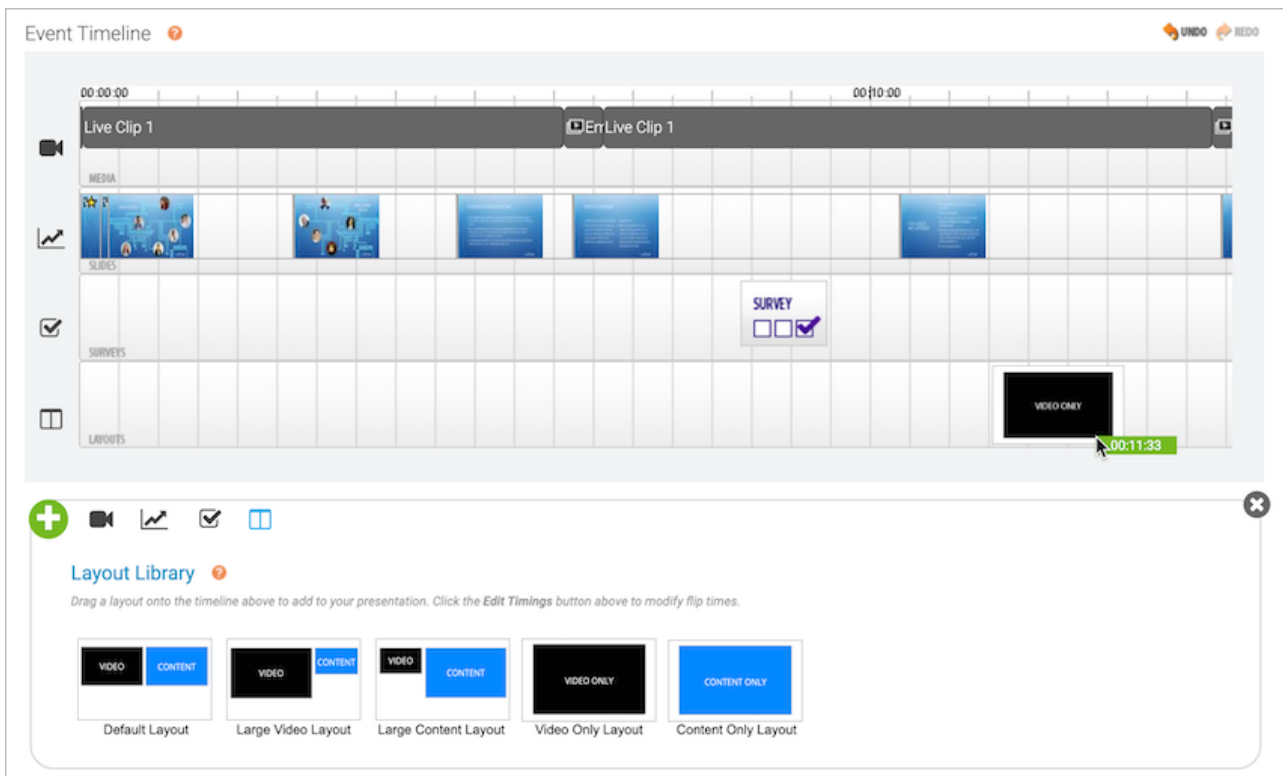 Event Timeline ?
UNDO REDO
00:00:00
00:10:00
Live Clip 1
En
Live Clip 1
MEDIA
SLIDES
SURVEY
SURVEYS
VIDEO ONLY
00:11:33
LAYOUTS
Layout Library ?
Drag a layout onto the timeline above to add to your presentation. Click the Edit Timings button above to modify flip times.
VIDEO CONTENT
VIDEO CONTENT
VIDEO CONTENT
VIDEO ONLY
CONTENT ONLY
Default Layout
Large Video Layout
Large Content Layout
Video Only Layout
Content Only Layout